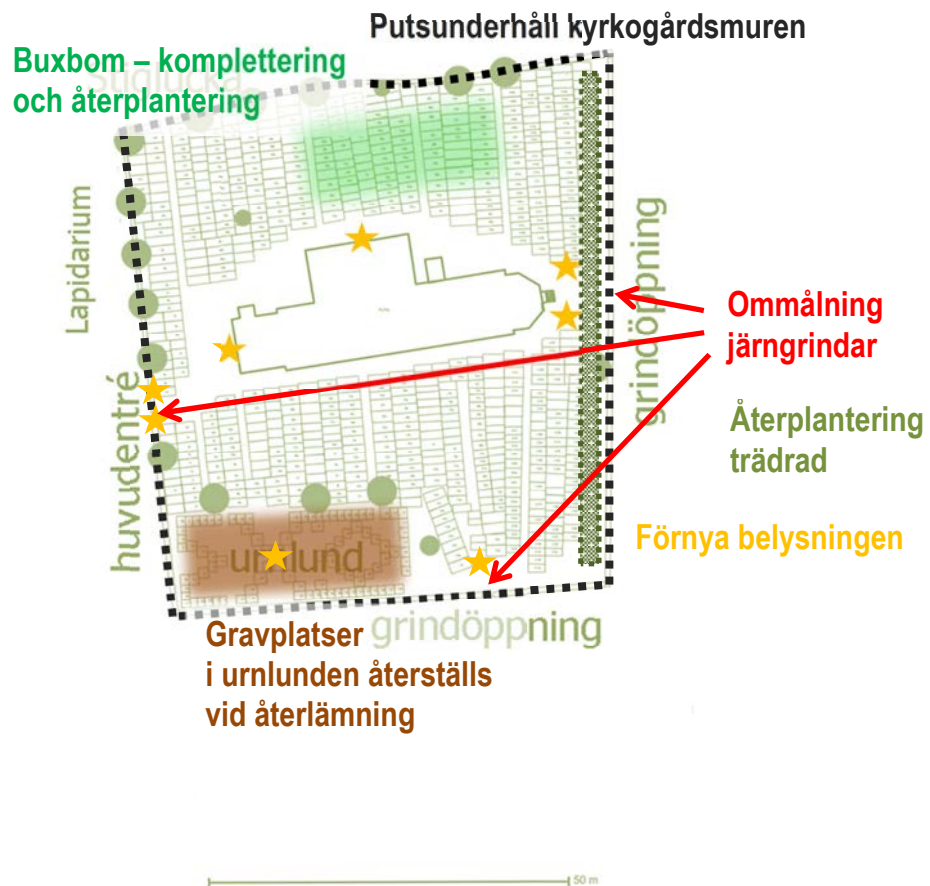 Putsunderhåll kyrkogårdsmuren
Buxbom – komplettering
och återplantering
Lapidarium
huvudentré
grindöppning
Ommålning
järngrindar
Återplantering
trädrad
Förnya belysningen
urnlund
grindöppning
Gravplatser
i urnlunden återställs
vid återlämning
50 m